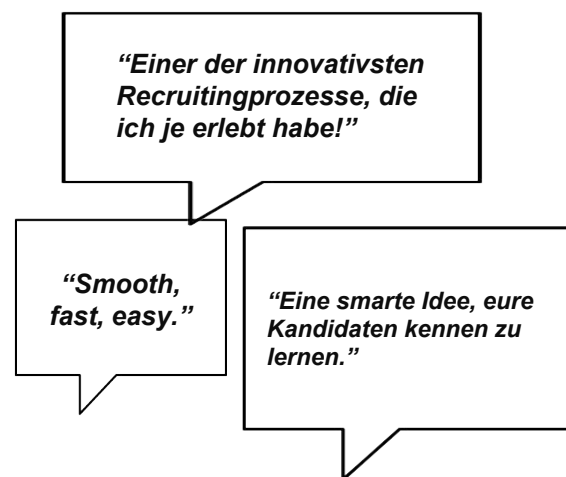 “Einer der innovativsten
Recruitingprozesse, die
ich je erlebt habe!”
“Smooth,
fast, easy.”
“Eine smarte Idee, eure
Kandidaten kennen zu
lernen.”